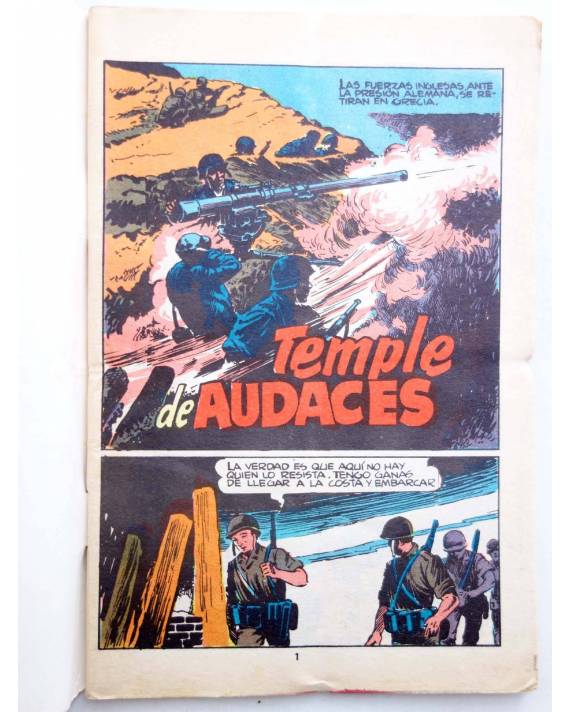 LAS FUERZAS INGLESAS, ANTE
LA PRESIÓN ALEMANA, SE RE-
TIRAN EN GRECIA.
Temple
de AUDACES
LA VERDAD ES QUE AQUÍ NO HAY
QUIEN LO RESISTA. TENGO GANAS
DE LLEGAR A LA COSTA Y EMBARCAR
1